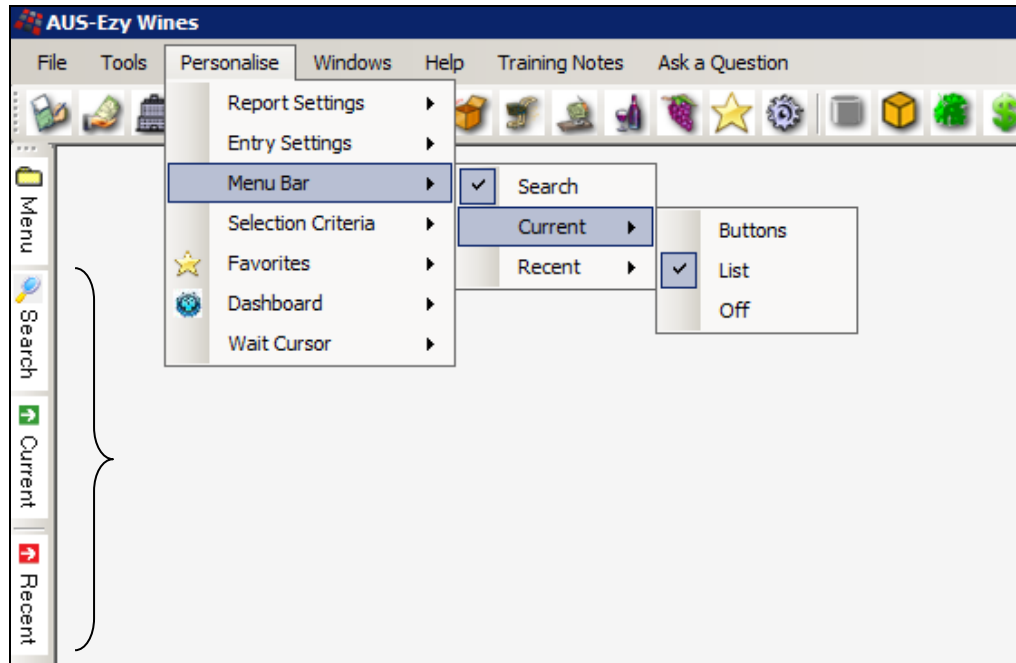 AUS-Ezy Wines
File Tools Personalise Windows Help Training Notes Ask a Question
Report Settings
Entry Settings
Menu Bar
Selection Criteria
Favorites
Dashboard
Wait Cursor
Search
Current
Recent
Buttons
List
Off
Menu
Search
Current
Recent